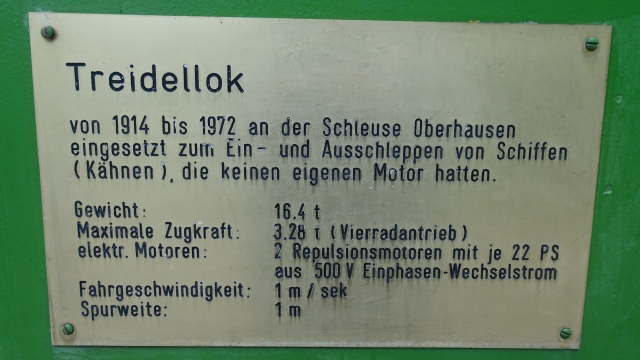 Treidellok
von 1914 bis 1972 an der Schleuse Oberhausen
eingesetzt zum Ein- und Ausschleppen von Schiffen
(Kähnen), die keinen eigenen Motor hatten.
Gewicht: 16.4 t
Maximale Zugkraft: 3.28 t (Vierradantrieb)
elektr. Motoren: 2 Repulsionsmotoren mit je 22 PS
aus 500 V Einphasen-Wechselstrom
Fahrgeschwindigkeit: 1 m / sek
Spurweite: 1 m